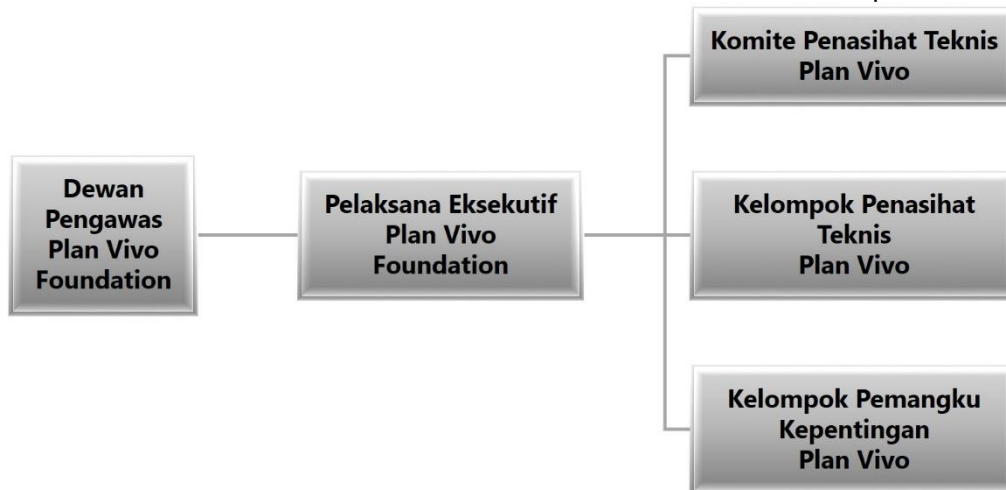 Dewan
Pengawas
Plan Vivo
Foundation
Pelaksana Eksekutif
Plan Vivo
Foundation
Komite Penasihat Teknis
Plan Vivo
Kelompok Penasihat
Teknis
Plan Vivo
Kelompok Pemangku
Kepentingan
Plan Vivo